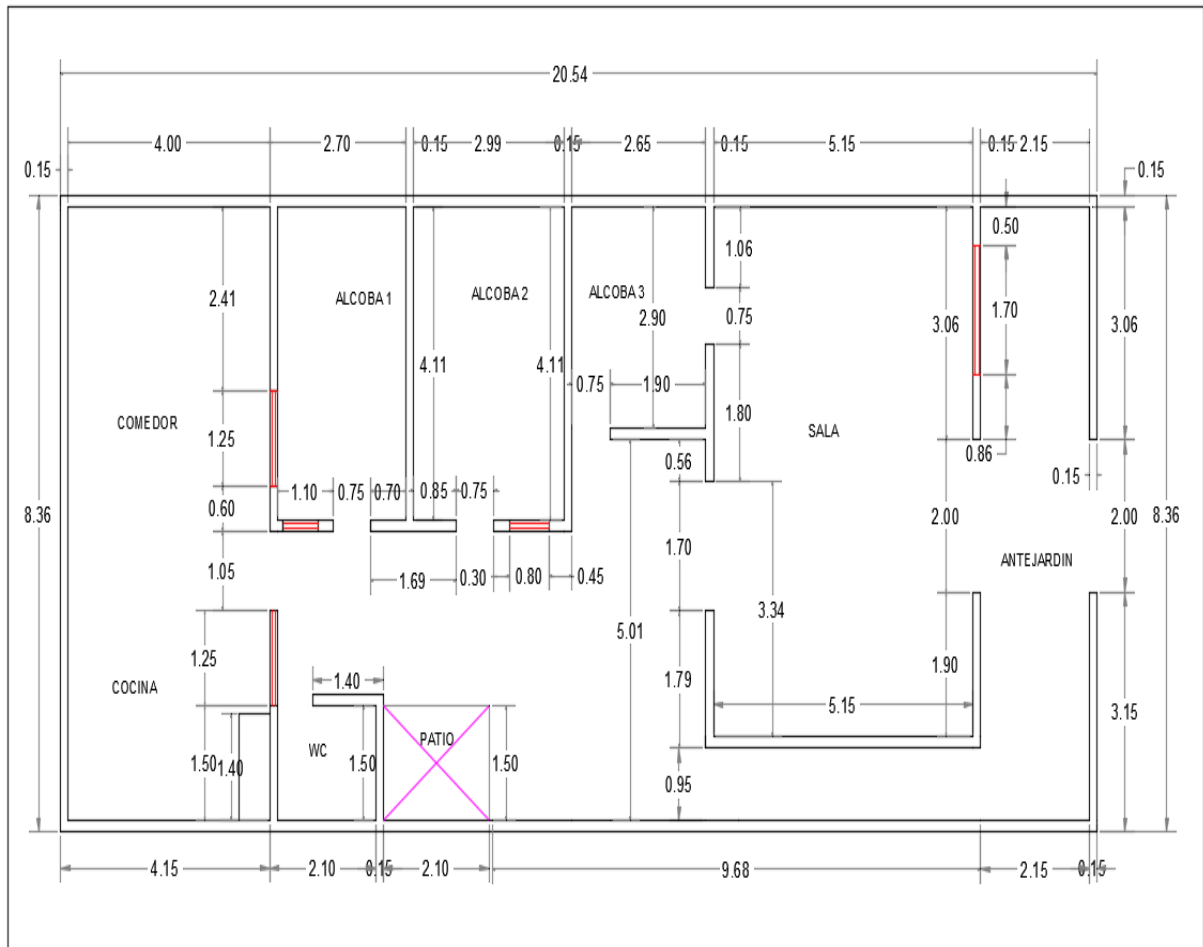 20.54
4.00 2.70 0.15 2.99 0.15 2.65 0.15 5.15 0.15 2.15
0.15 0.15
0.50
1.06
ALCOBA 1 ALCOBA 2 ALCOBA 3
2.41 2.90 0.75 3.06 1.70 3.06
4.11 4.11
0.75 1.90
COMEDOR 1.80 SALA
1.25 0.56 0.86
0.15
1.10 0.75 0.70 0.85 0.75
0.60
8.36 2.00 2.00 8.36
1.70 ANTEJARDIN
1.05 1.69 0.30 0.80 0.45
3.34
5.01
1.25 1.79 1.90
COCINA 1.40 3.15
5.15
WC PATIO
1.50 1.40 1.50 1.50 0.95
4.15 2.10 0.15 2.10 9.68 2.15 0.15